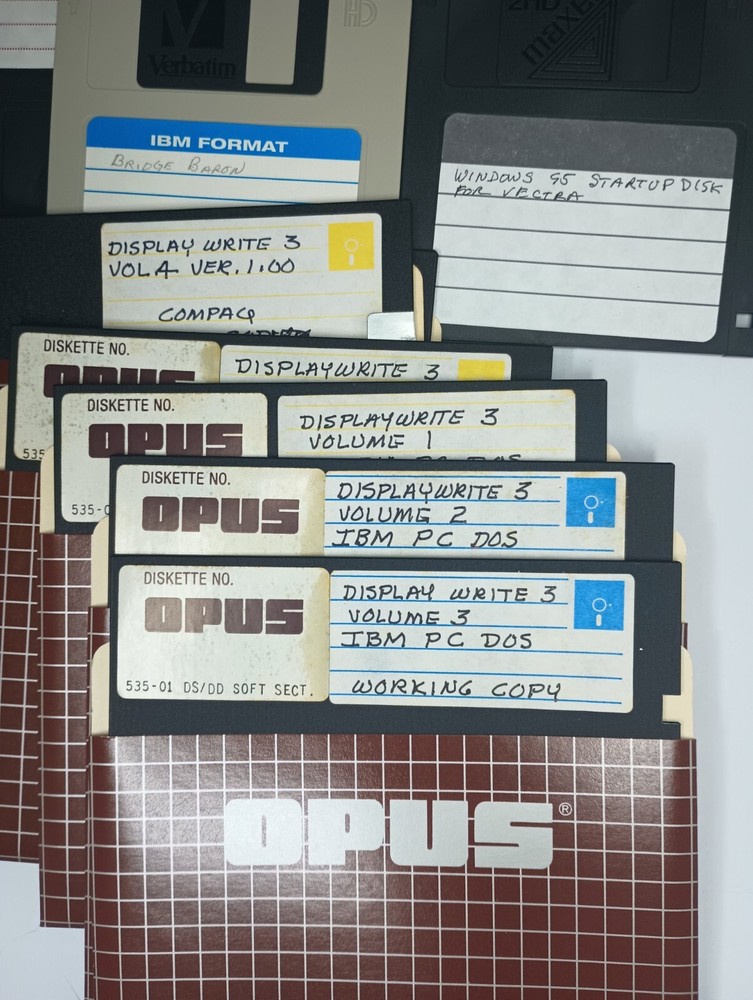 Verbatim
HD
2HD
maxell
IBM FORMAT
BRIDGE BARON
WINDOWS 95 STARTUP DISK
FOR VECTRA
DISPLAY WRITE 3
VOL 4 VER. 1.00
COMPAQ
DISKETTE NO.
OPUS
535
DISPLAYWRITE 3
DISKETTE NO.
OPUS
535-0
DISPLAYWRITE 3
VOLUME 1
DISKETTE NO.
OPUS
DISPLAYWRITE 3
VOLUME 2
IBM PC DOS
DISKETTE NO.
OPUS
535-01 DS/DD SOFT SECT.
DISPLAY WRITE 3
VOLUME 3
IBM PC DOS
WORKING COPY
OPUS®